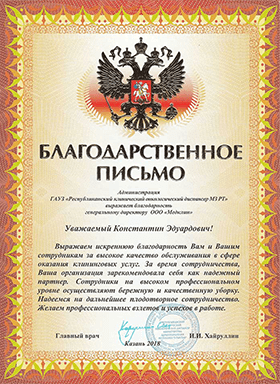 БЛАГОДАРСТВЕННОЕ
ПИСЬМО
Администрация
ГАУЗ «Республиканский клинический онкологический диспансер МЗ РТ»
выражает благодарность
генеральному директору ООО «Медклин»
Уважаемый Константин Эдуардович!
Выражаем искреннюю благодарность Вам и Вашим
сотрудникам за высокое качество обслуживания в сфере
оказания клининговых услуг. За время сотрудничества,
Ваша организация зарекомендовала себя как надежный
партнер. Сотрудники на высоком профессиональном
уровне осуществляют бережную и качественную уборку.
Надеемся на дальнейшее плодотворное сотрудничество.
Желаем профессиональных взлетов и успехов в работе.
Главный врач
И.И. Хайруллин
Казань 2018